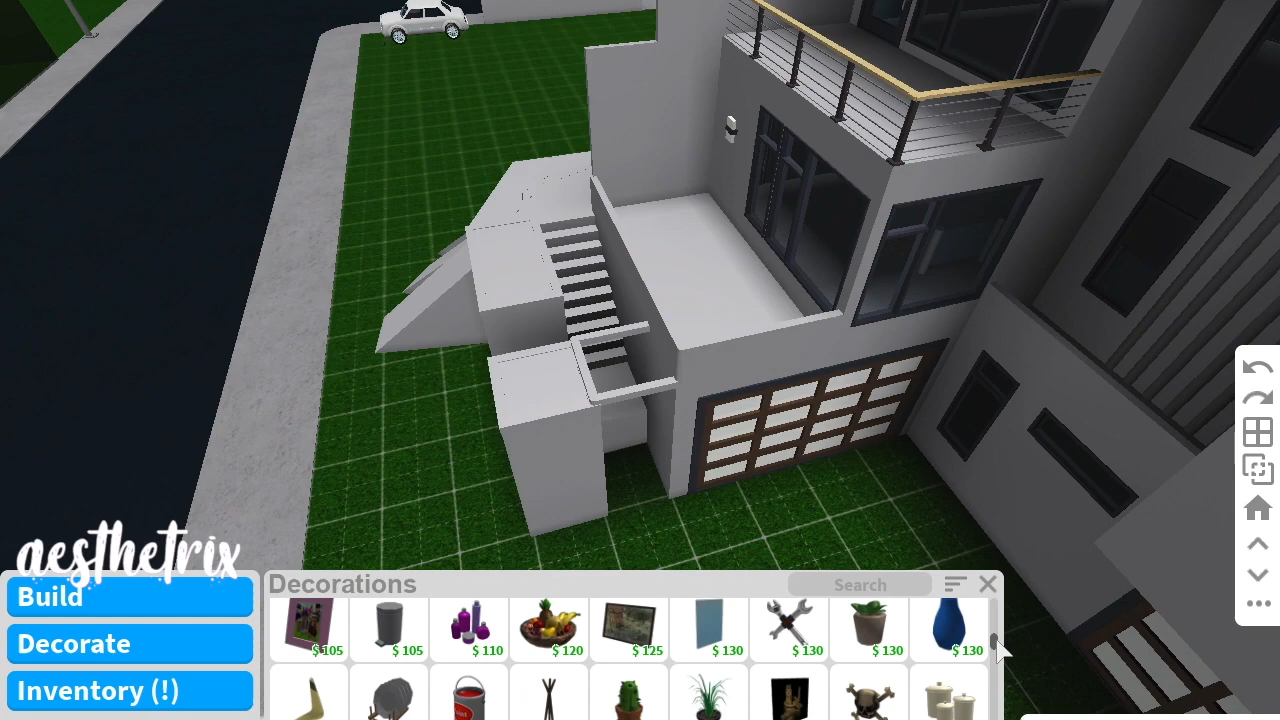 aesthetrix
Build
Decorate
Inventory (!)
Decorations
Search
$105
$105
$110
$120
$125
$130
$130
$130
$130